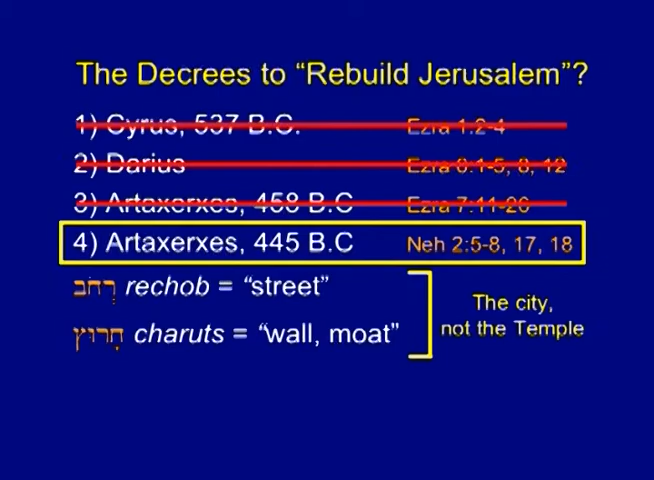 The Decrees to “Rebuild Jerusalem”?
1) Cyrus, 537 B.C. Ezra 1:2-4
2) Darius Ezra 6:1-5, 8, 12
3) Artaxerxes, 458 B.C Ezra 7:11-26
4) Artaxerxes, 445 B.C Neh 2:5-8, 17, 18
רְחֹב rechob = “street”
חָרוּץ charuts = “wall, moat”
The city,
not the Temple